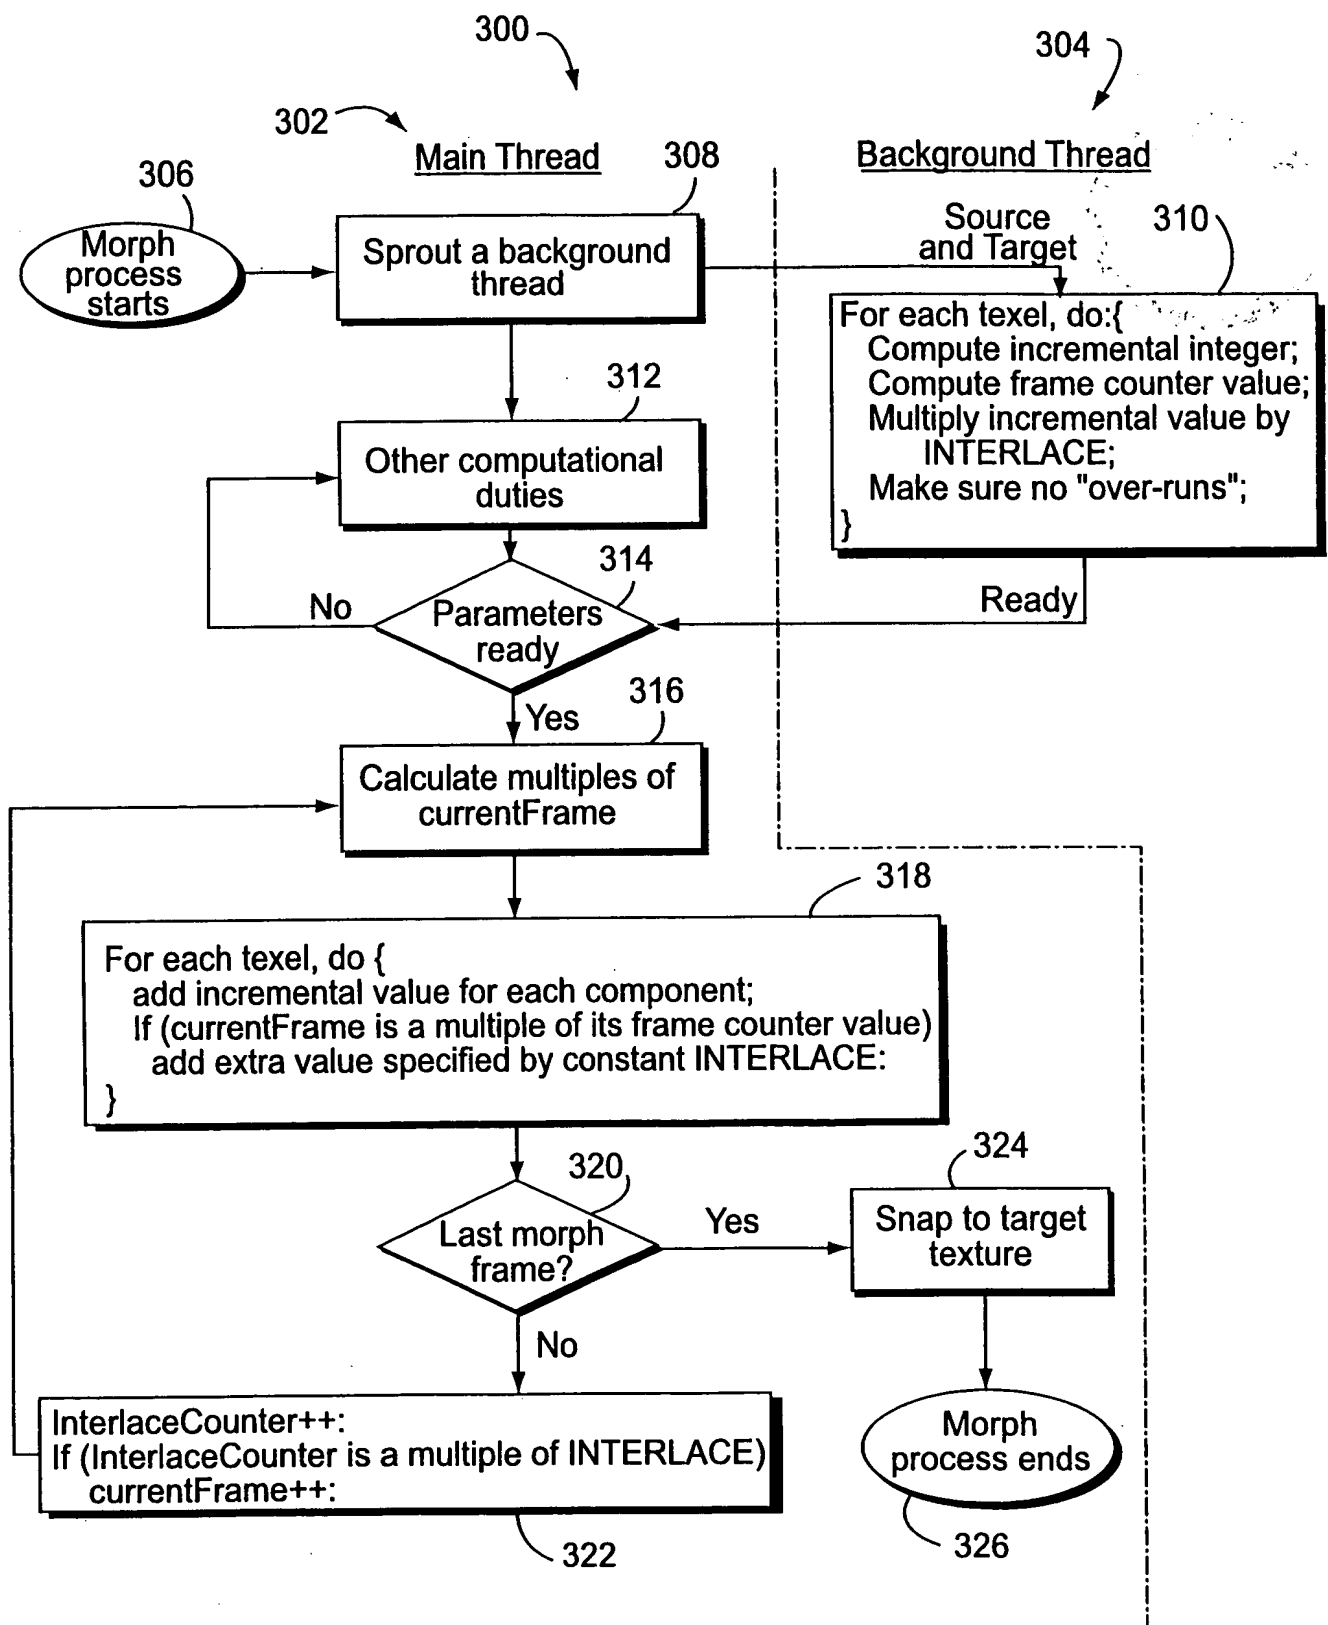 300
304
302
Main Thread
308
Background Thread
306
Morph
process
starts
Sprout a background
thread
Source
and Target
310
For each texel, do:{
Compute incremental integer;
Compute frame counter value;
Multiply incremental value by
INTERLACE;
Make sure no "over-runs";
}
312
Other computational
duties
314
No
Parameters
ready
Ready
316
Yes
Calculate multiples of
currentFrame
318
For each texel, do {
add incremental value for each component;
If (currentFrame is a multiple of its frame counter value)
add extra value specified by constant INTERLACE:
}
320
Last morph
frame?
Yes
324
Snap to target
texture
No
InterlaceCounter++:
If (InterlaceCounter is a multiple of INTERLACE)
currentFrame++:
322
Morph
process ends
326